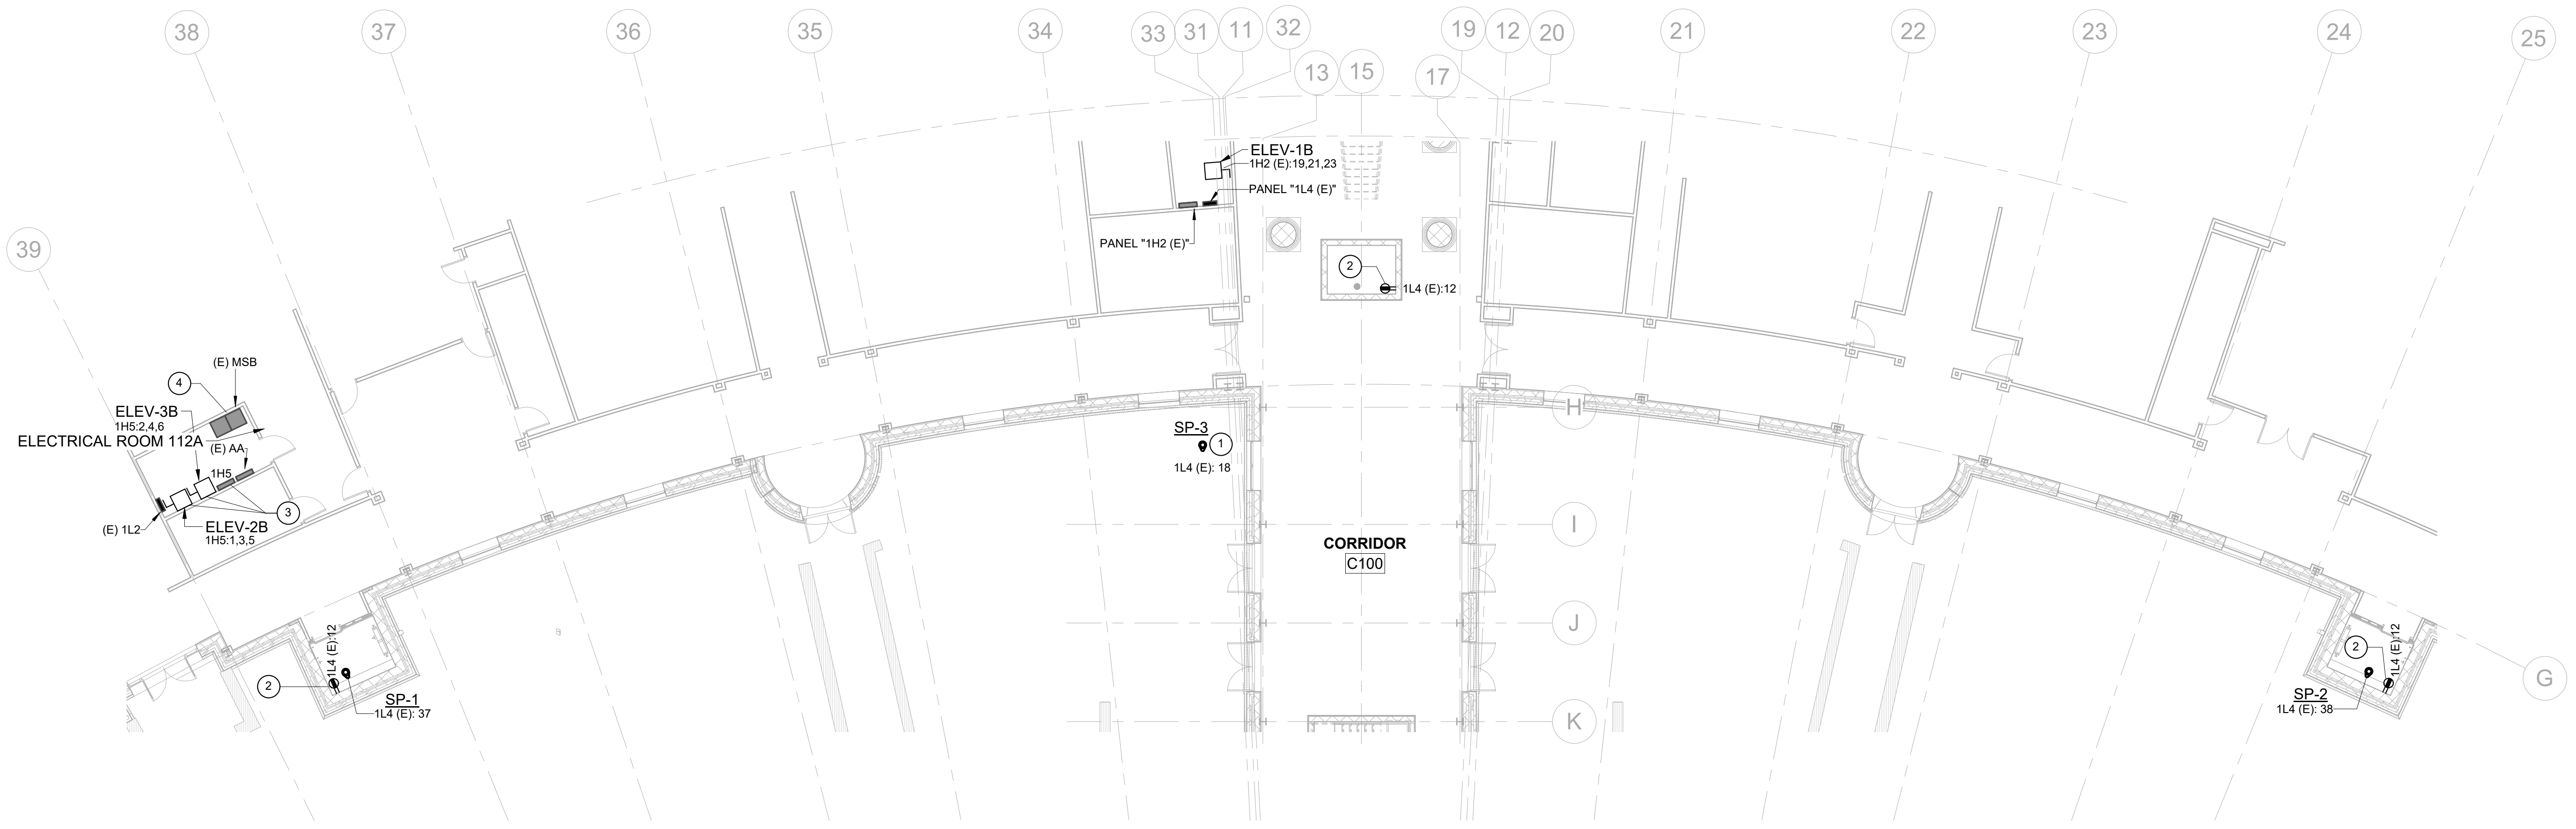 38
37
36
35
34
33
31
11
32
13
15
17
19
12
20
21
22
23
24
25
39
ELEV-1B
1H2 (E):19,21,23
PANEL "1L4 (E)"
PANEL "1H2 (E)"
2
1L4 (E):12
(E) MSB
4
ELEV-3B
1H5:2,4,6
ELECTRICAL ROOM 112A
(E) AA
1H5
3
(E) 1L2
ELEV-2B
1H5:1,3,5
H
SP-3
1
1L4 (E): 18
I
CORRIDOR
C100
J
1L4 (E):12
2
SP-1
1L4 (E): 37
2
1L4 (E):12
SP-2
1L4 (E): 38
G
K